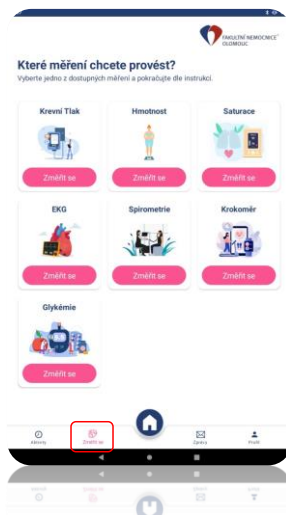 FAKULTNÍ NEMOCNICE
OLOMOUC
Které měření chcete provést?
Vyberte jedno z dostupných měření a pokračujte dle instrukcí.
Krevní Tlak
Hmotnost
Saturace
Změřit se
Změřit se
Změřit se
EKG
Spirometrie
Krokoměr
Změřit se
Změřit se
Změřit se
Glykémie
Změřit se
Změřit se
Zprávy
Profil